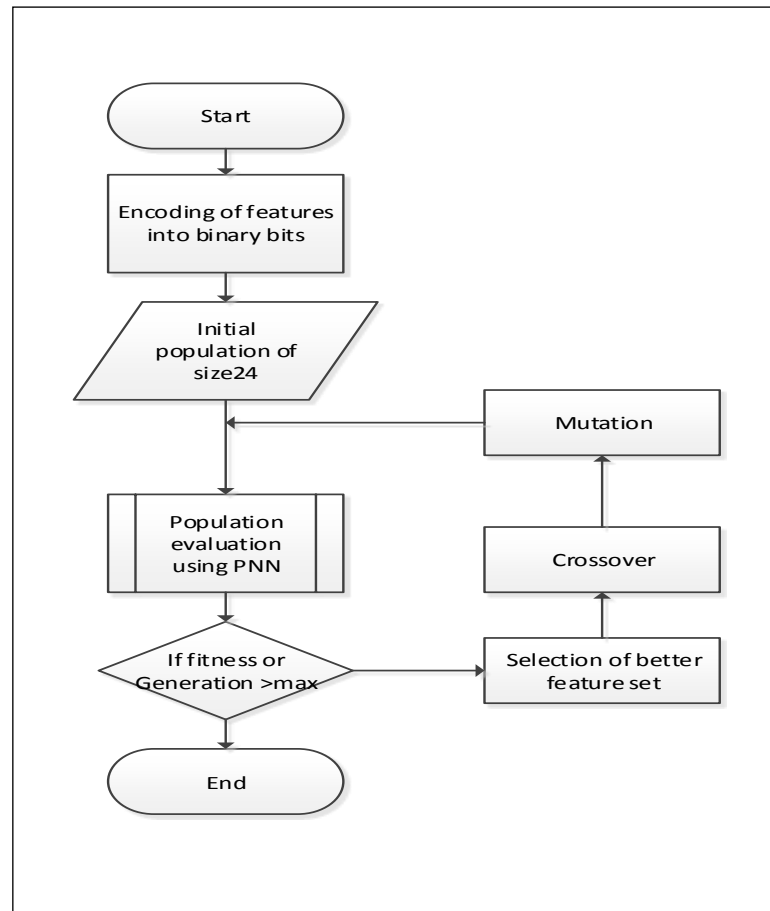 Start
Encoding of features
into binary bits
Initial
population of
size24
Mutation
Population
evaluation
using PNN
Crossover
If fitness or
Generation >max
Selection of better
feature set
End